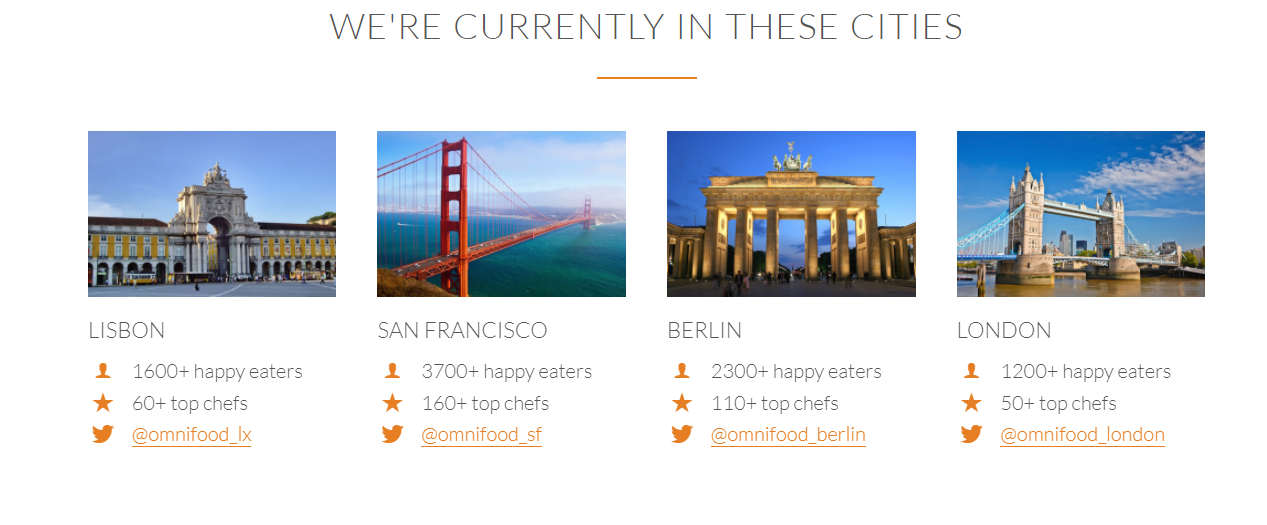 WE'RE CURRENTLY IN THESE CITIES
LISBON
1600+ happy eaters
60+ top chefs
@omnifood_lx
SAN FRANCISCO
3700+ happy eaters
160+ top chefs
@omnifood_sf
BERLIN
2300+ happy eaters
110+ top chefs
@omnifood_berlin
LONDON
1200+ happy eaters
50+ top chefs
@omnifood_london